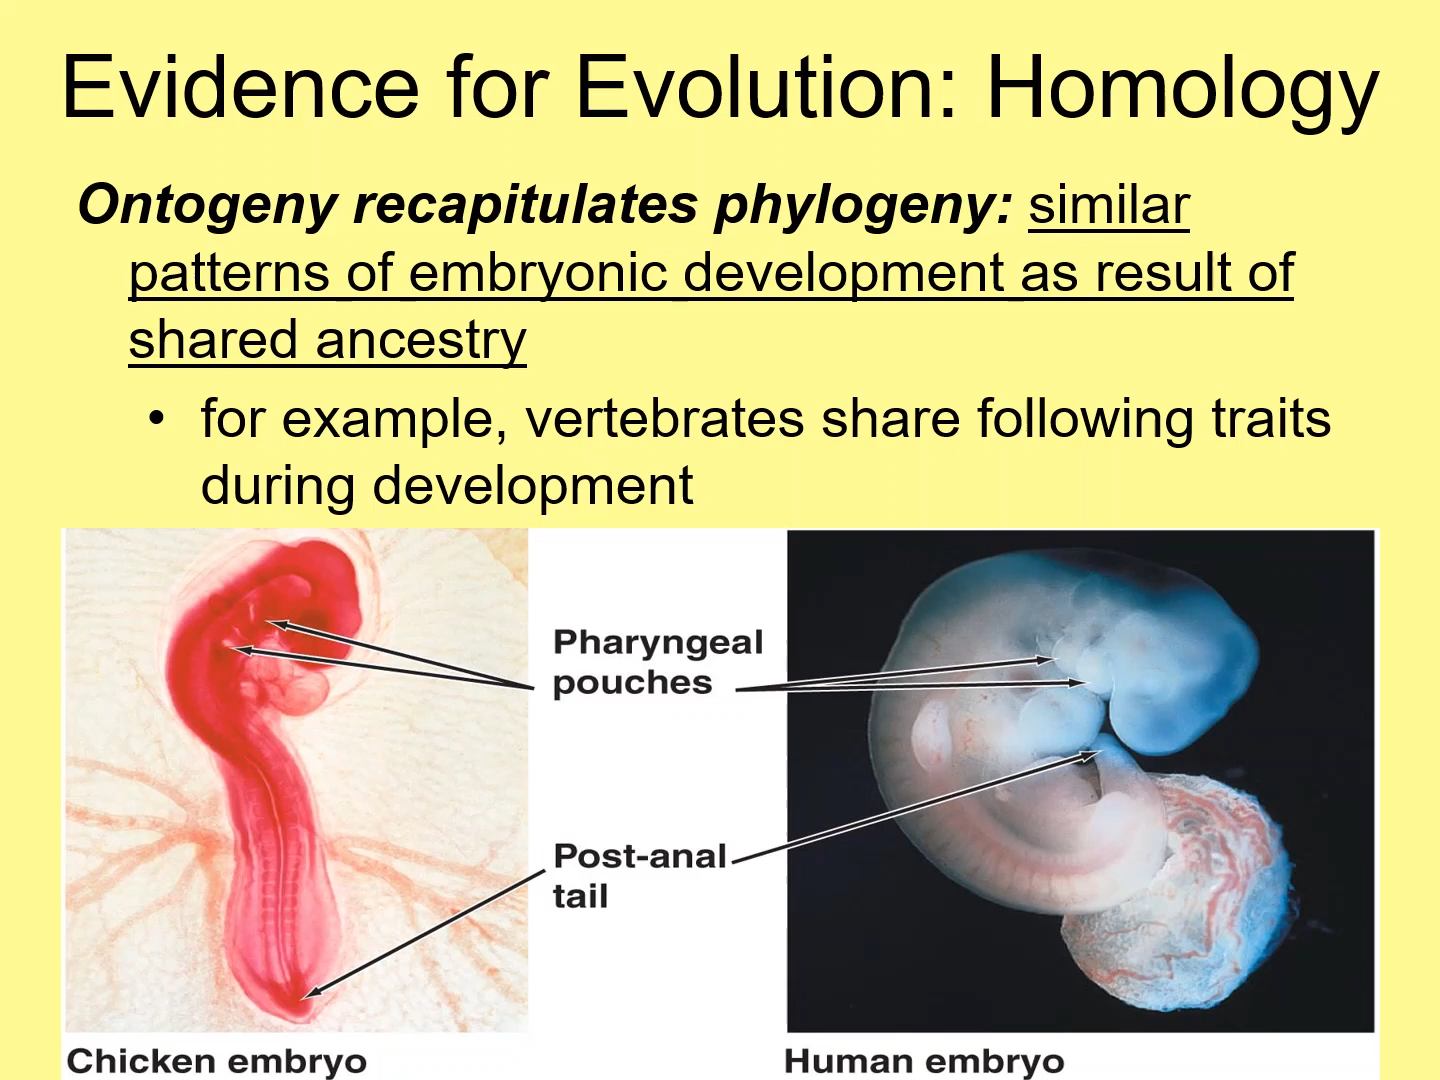 Evidence for Evolution: Homology
Ontogeny recapitulates phylogeny: similar
patterns of embryonic development as result of
shared ancestry
• for example, vertebrates share following traits
during development
Pharyngeal
pouches
Post-anal
tail
Chicken embryo
Human embryo